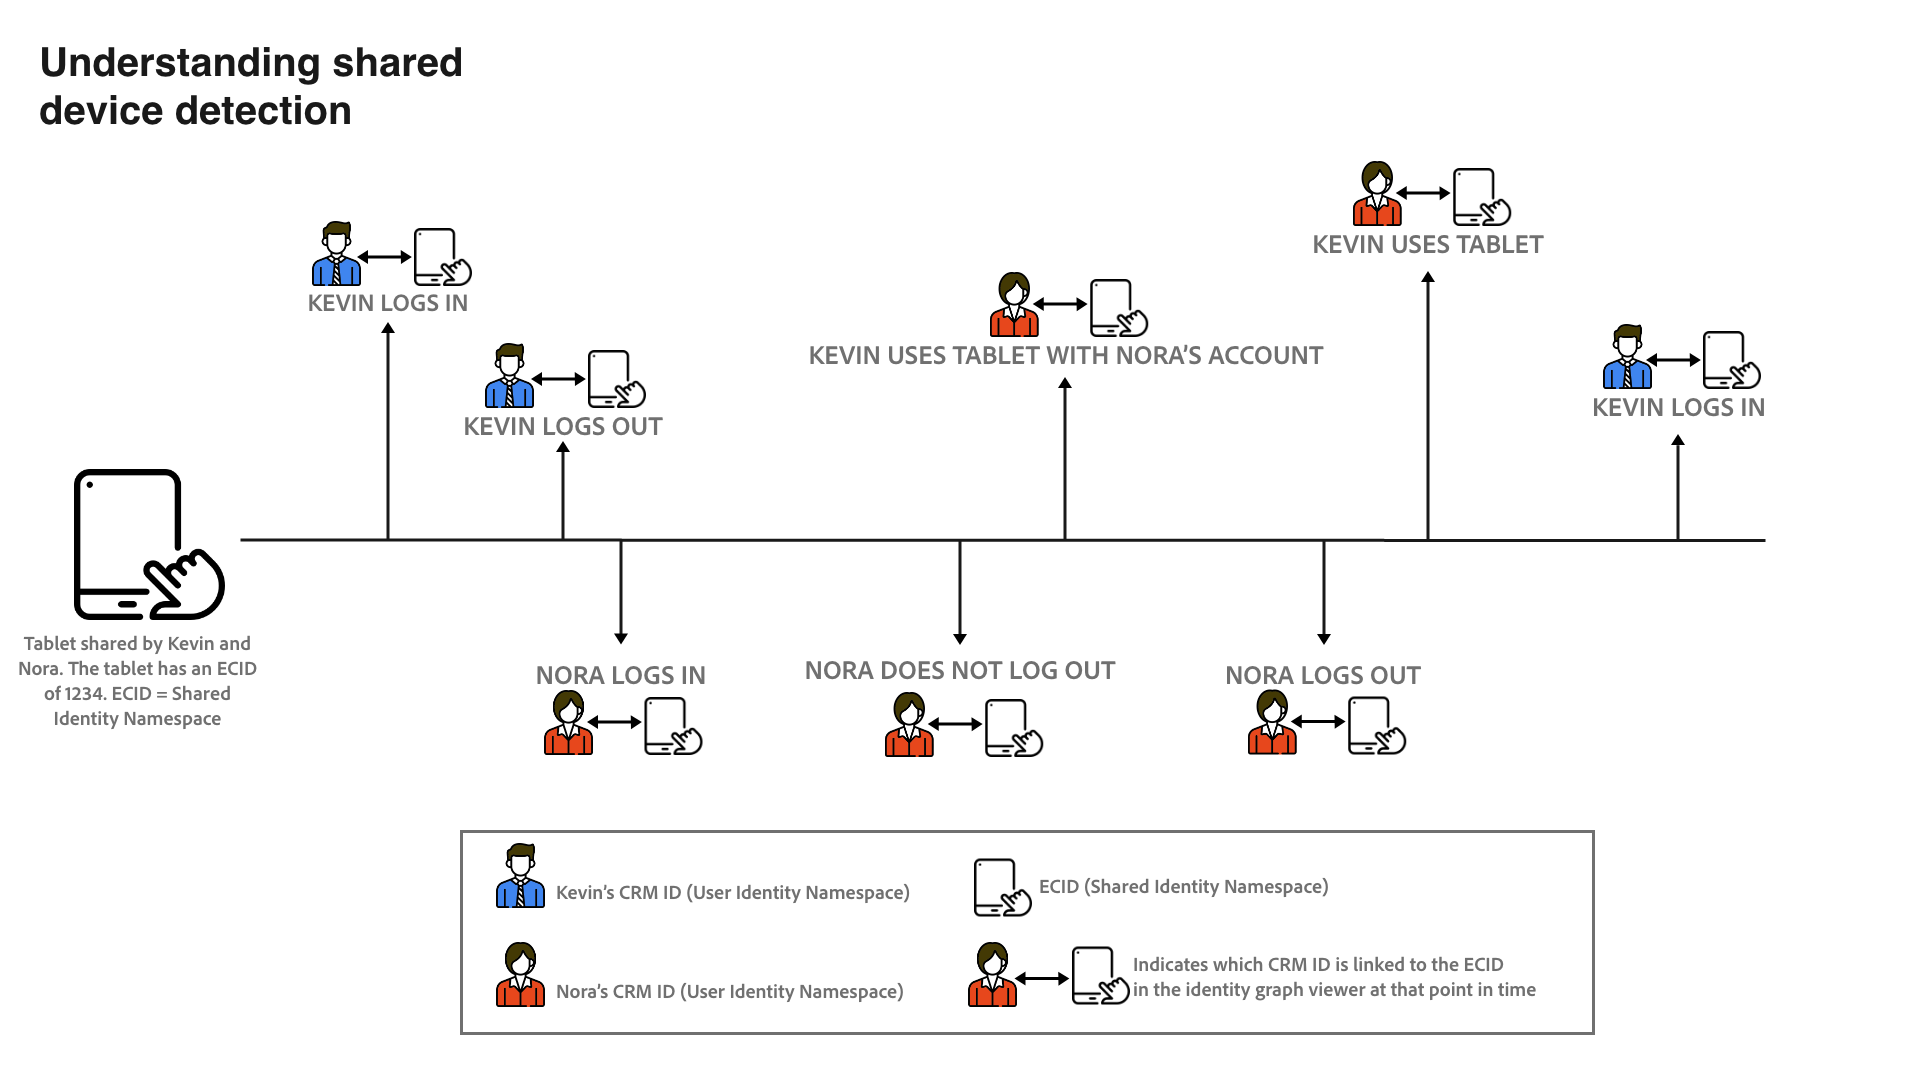 Understanding shared
device detection
KEVIN USES TABLET
KEVIN LOGS IN
KEVIN USES TABLET WITH NORA’S ACCOUNT
KEVIN LOGS IN
KEVIN LOGS OUT
Tablet shared by Kevin and
Nora. The tablet has an ECID
of 1234. ECID = Shared
Identity Namespace
NORA LOGS IN
NORA DOES NOT LOG OUT
NORA LOGS OUT
Kevin’s CRM ID (User Identity Namespace)
ECID (Shared Identity Namespace)
Nora’s CRM ID (User Identity Namespace)
Indicates which CRM ID is linked to the ECID
in the identity graph viewer at that point in time